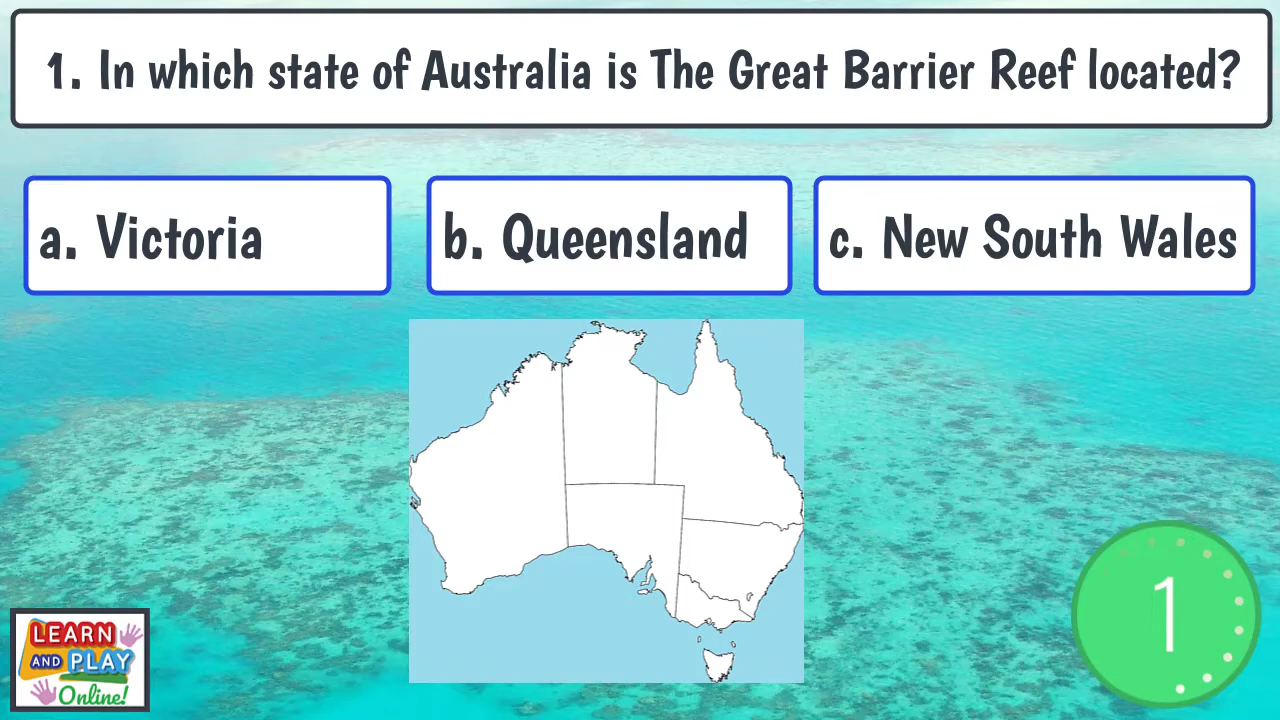 1. In which state of Australia is The Great Barrier Reef located?
a. Victoria
b. Queensland
c. New South Wales
1
LEARN
AND PLAY
Online!